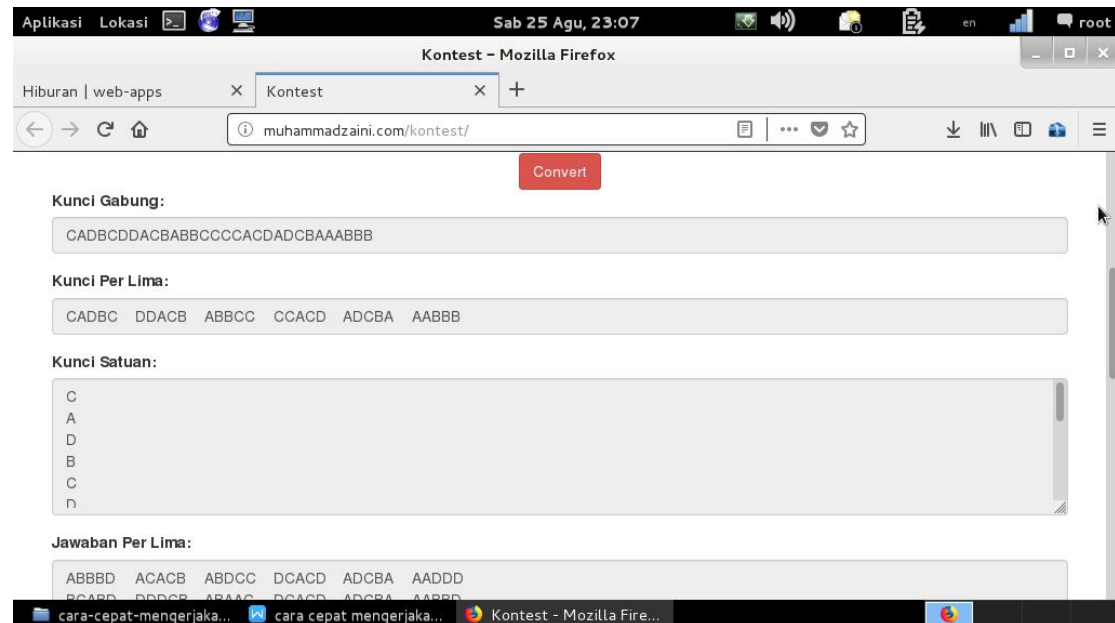 Aplikasi Lokasi Sab 25 Agu, 23:07 en root
Kontest - Mozilla Firefox
Hiburan | web-apps Kontest
muhammadzaini.com/kontest/
Convert
Kunci Gabung:
CADBCDDACBABBCCCCACDADCBAAABBB
Kunci Per Lima:
CADBC DDACB ABBCC CCACD ADCBA AABBB
Kunci Satuan:
C
A
D
B
C
D
Jawaban Per Lima:
ABBBD ACACB ABDCC DCACD ADCBA AADDD
cara-cepat-mengerjaka... cara cepat mengerjaka... Kontest - Mozilla Fire...